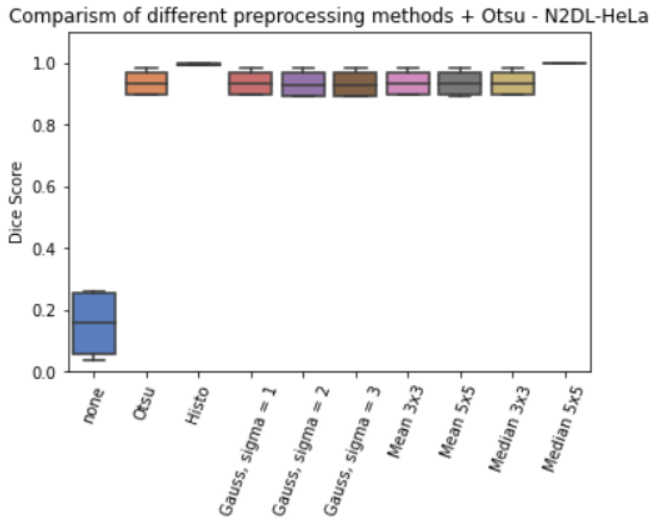 Comparism of different preprocessing methods + Otsu - N2DL-HeLa
Dice Score
1.0
0.8
0.6
0.4
0.2
0.0
none
Otsu
Histo
Gauss, sigma = 1
Gauss, sigma = 2
Gauss, sigma = 3
Mean 3x3
Mean 5x5
Median 3x3
Median 5x5